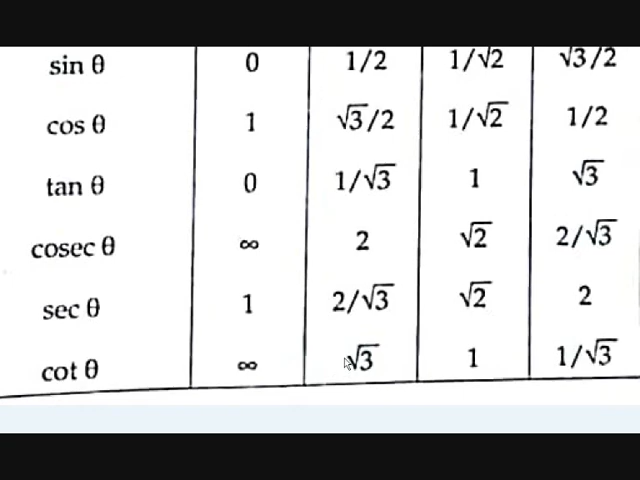 sin θ 0 1/2 1/√2 √3/2
cos θ 1 √3/2 1/√2 1/2
tan θ 0 1/√3 1 √3
cosec θ ∞ 2 √2 2/√3
sec θ 1 2/√3 √2 2
cot θ ∞ √3 1 1/√3